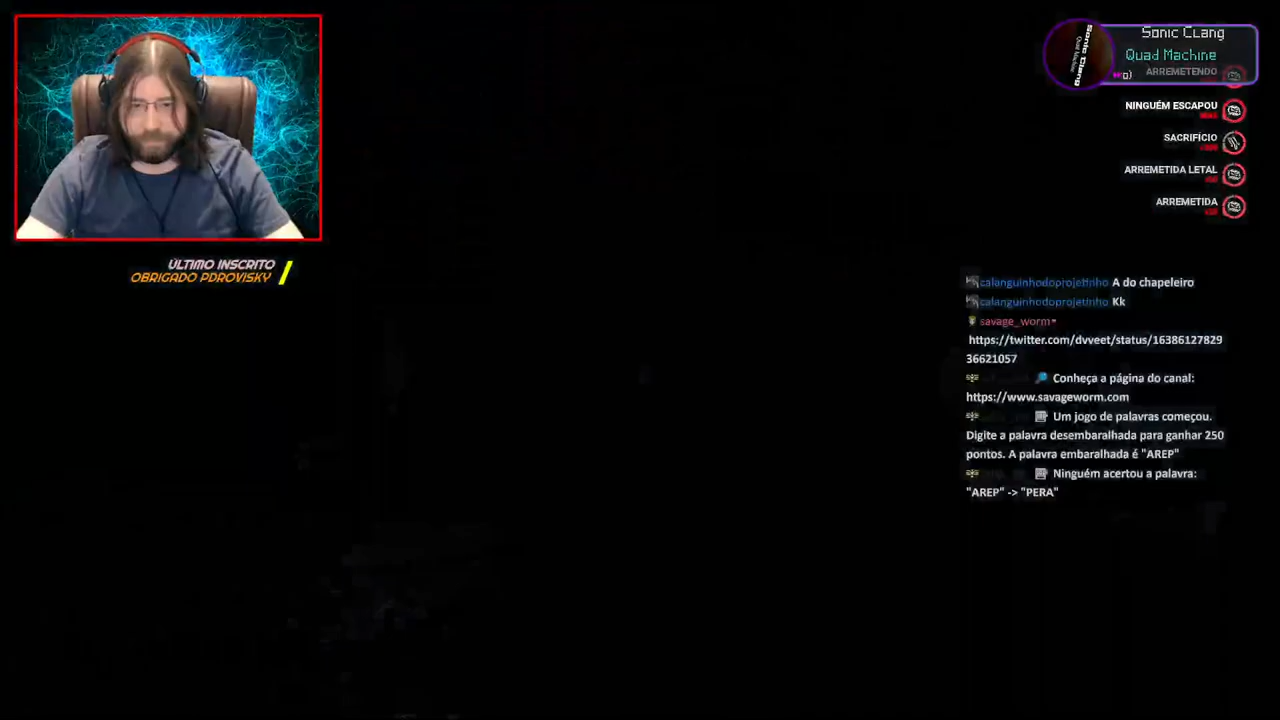 Sonic Clang
Quad Machine
ARREMETENDO
NINGUÉM ESCAPOU
SACRIFÍCIO
ARREMETIDA LETAL
ARREMETIDA
ÚLTIMO INSCRITO
OBRIGADO PDROVISKY
calanguinhodoprojetinho A do chapeleiro
calanguinhodoprojetinho Kk
savage_worm
https://twitter.com/dvveet/status/16386127829
36621057
Conheça a página do canal:
https://www.savageworm.com
Um jogo de palavras começou.
Digite a palavra desembaralhada para ganhar 250
pontos. A palavra embaralhada é "AREP"
Ninguém acertou a palavra:
"AREP" -> "PERA"